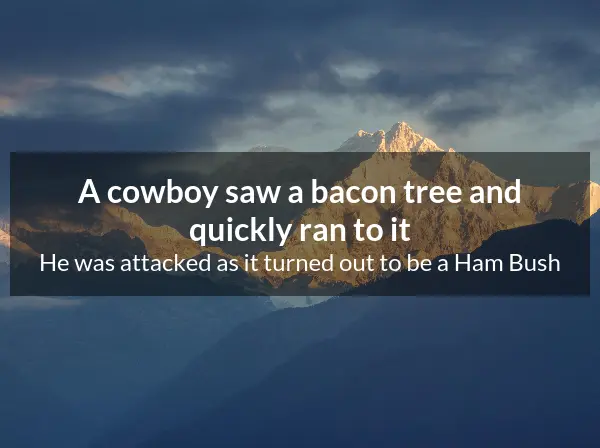 A cowboy saw a bacon tree and
quickly ran to it
He was attacked as it turned out to be a Ham Bush